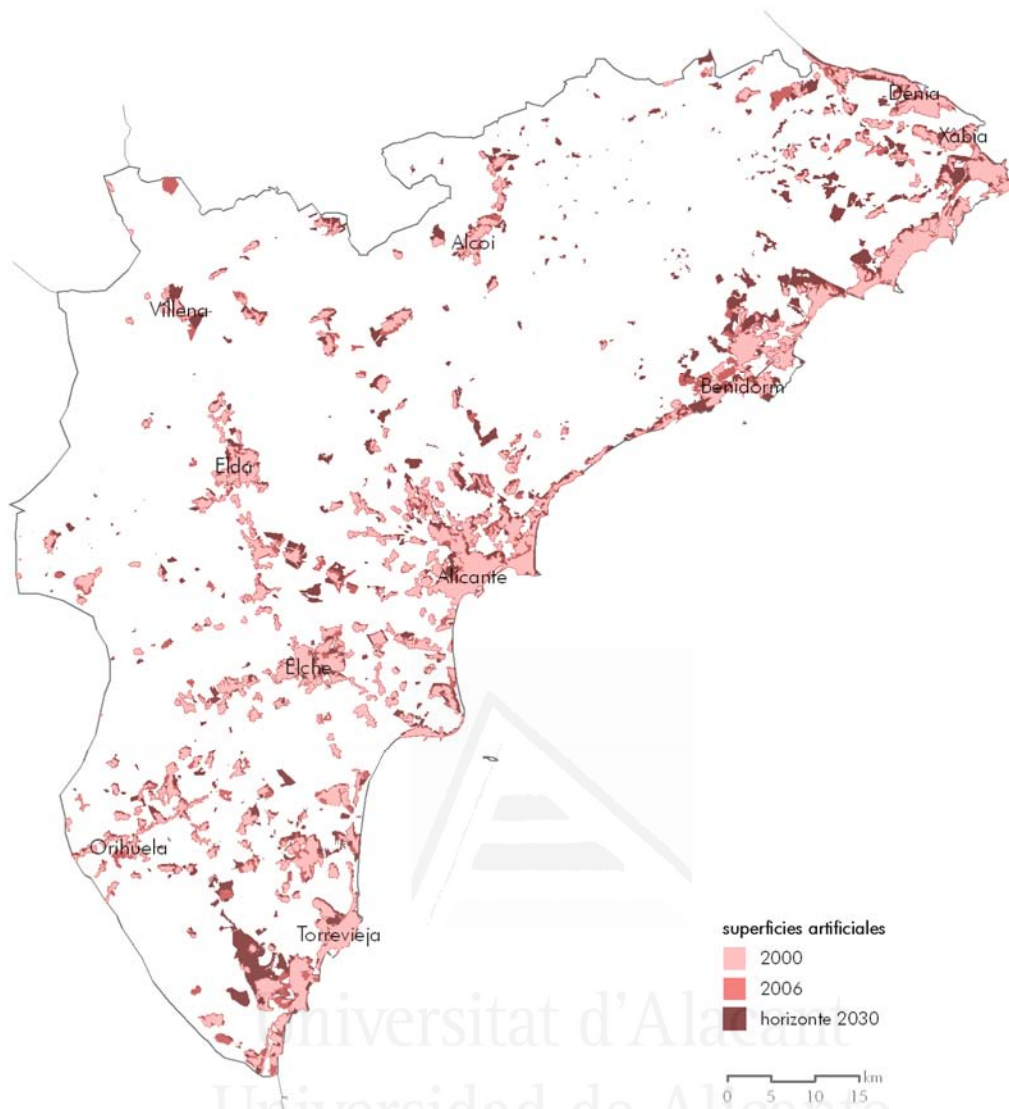 Dénia
Xàbia
Alcoi
Villena
Benidorm
Elda
Alicante
Elche
Orihuela
Torrevieja
superficies artificiales
2000
2006
horizonte 2030
km
0 5 10 15
Universitat d'Alacant
Universidad de Alicante